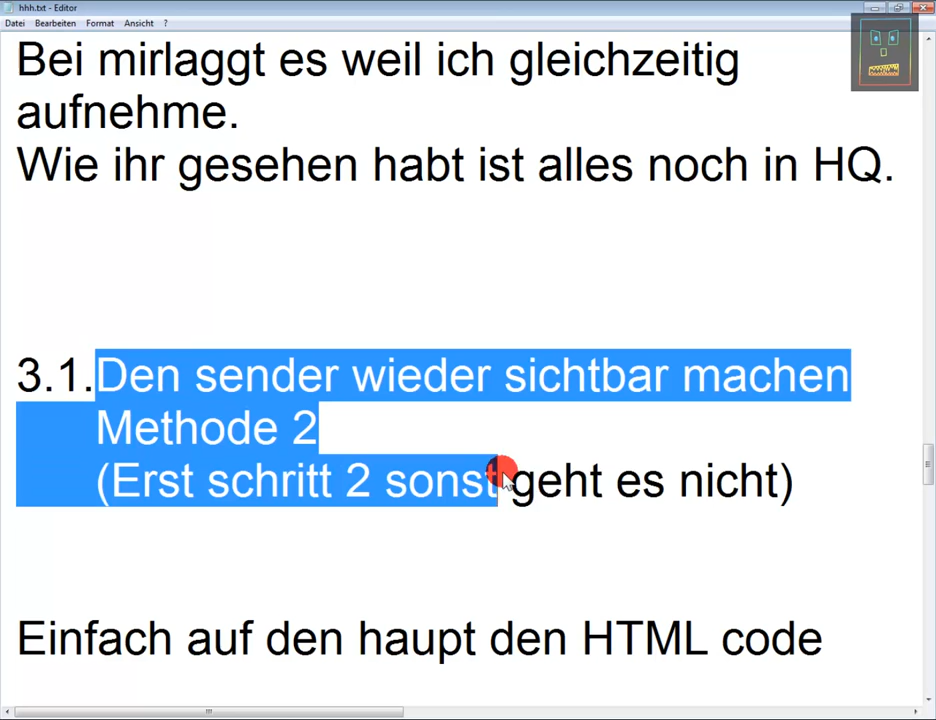 hhh.txt - Editor
Datei Bearbeiten Format Ansicht ?
Bei mirlaggt es weil ich gleichzeitig
aufnehme.
Wie ihr gesehen habt ist alles noch in HQ.
3.1.Den sender wieder sichtbar machen
Methode 2
(Erst schritt 2 sonst geht es nicht)
Einfach auf den haupt den HTML code